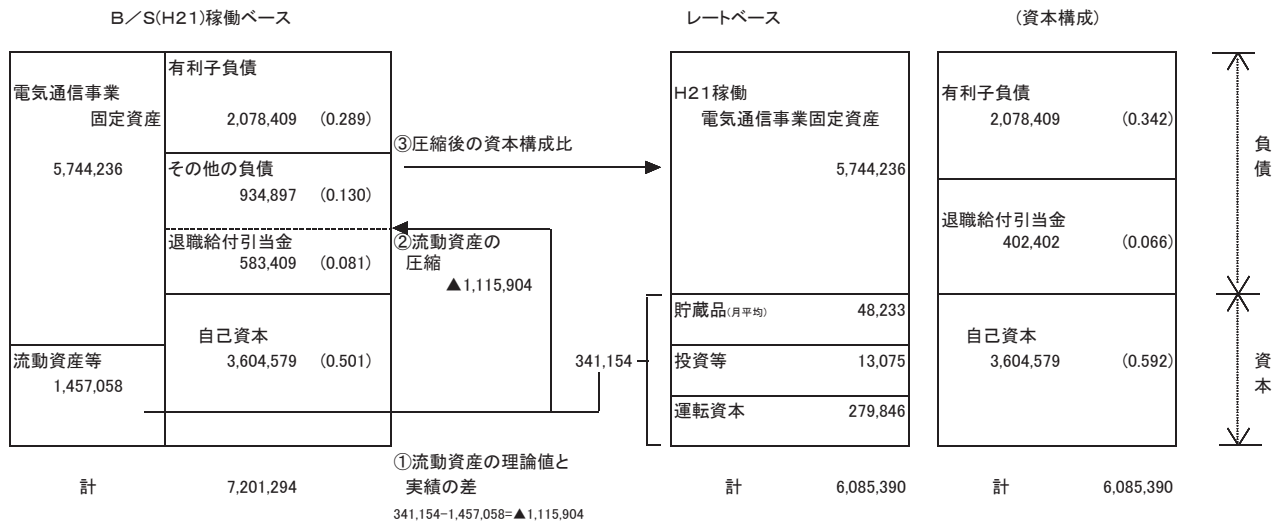 B／S(H21)稼働ベース
電気通信事業
固定資産
5,744,236
流動資産等
1,457,058
有利子負債
2,078,409 (0.289)
その他の負債
934,897 (0.130)
退職給付引当金
583,409 (0.081)
自己資本
3,604,579 (0.501)
計 7,201,294
③圧縮後の資本構成比
②流動資産の
圧縮
▲1,115,904
341,154
①流動資産の理論値と
実績の差
341,154-1,457,058=▲1,115,904
レートベース
H21稼働
電気通信事業固定資産
5,744,236
貯蔵品(月平均) 48,233
投資等 13,075
運転資本 279,846
計 6,085,390
(資本構成)
有利子負債
2,078,409 (0.342)
退職給付引当金
402,402 (0.066)
自己資本
3,604,579 (0.592)
計 6,085,390
負債
資本